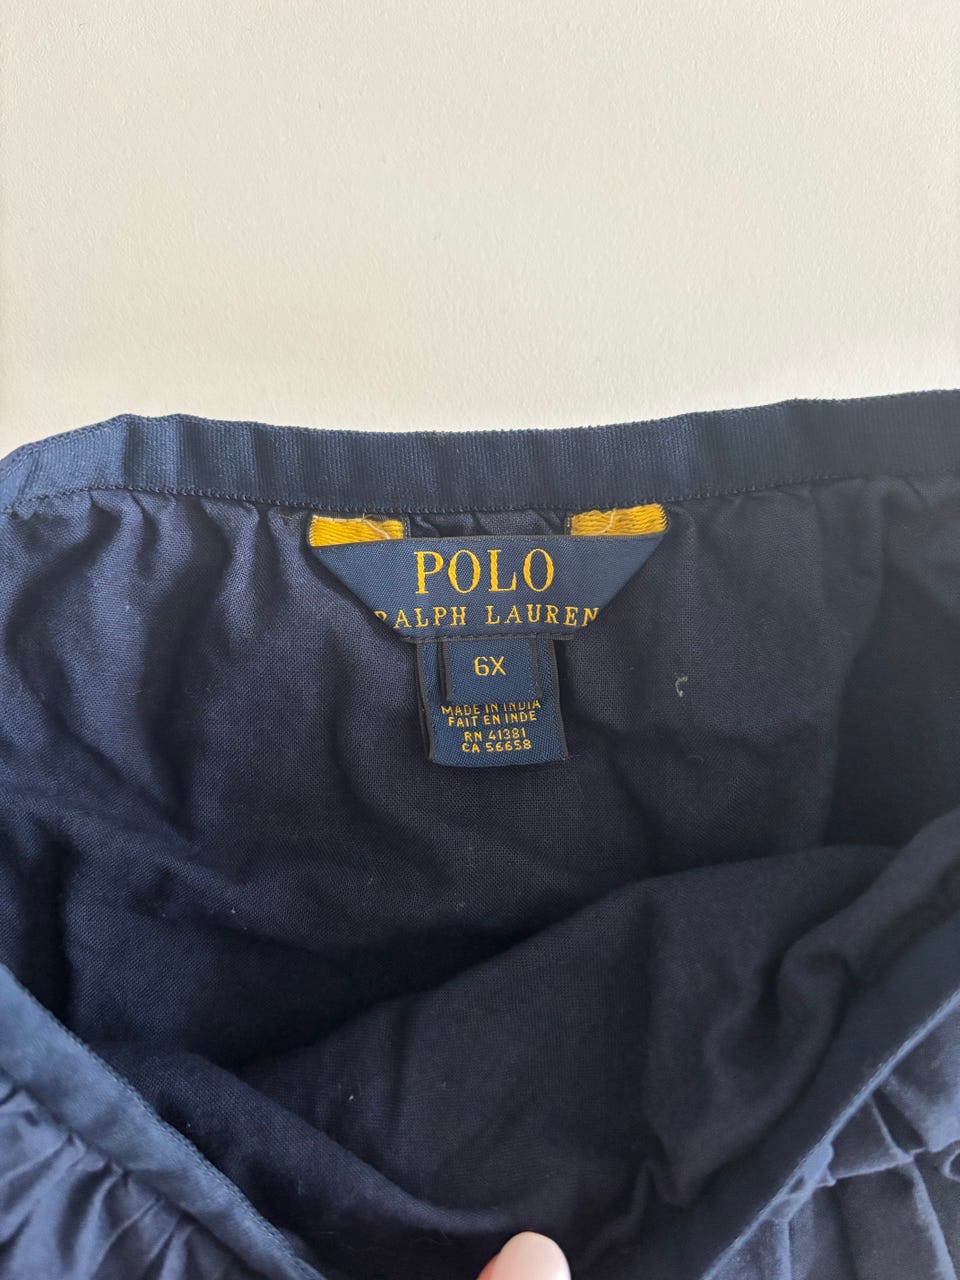 POLO
RALPH LAUREN
6X
MADE IN INDIA
FAIT EN INDE
RN 41381
CA 56658